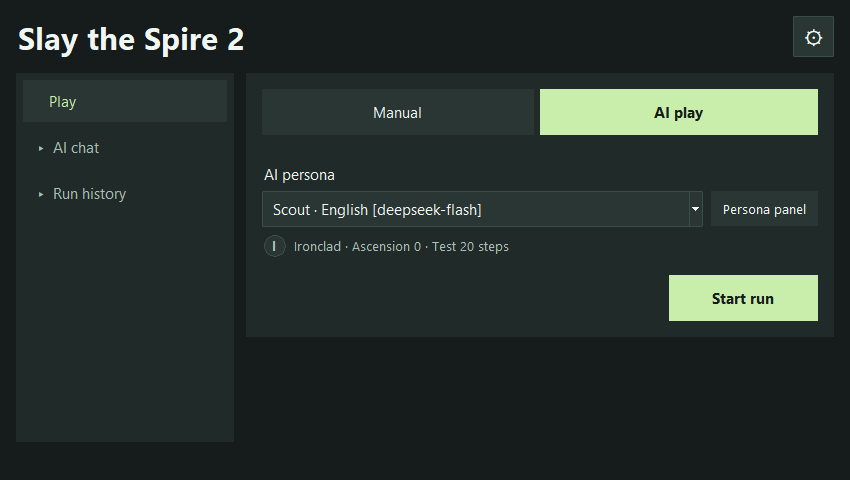 Slay the Spire 2
Play
AI chat
Run history
Manual
AI play
AI persona
Scout · English [deepseek-flash]
Persona panel
I
Ironclad · Ascension 0 · Test 20 steps
Start run